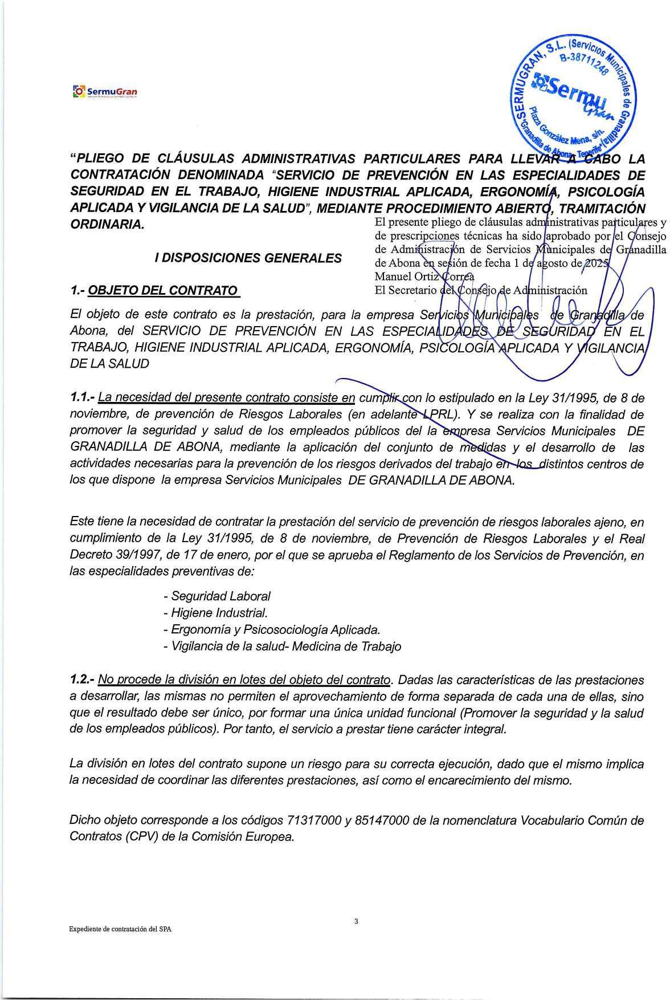 SermuGran
SERMUGRAN, S.L. (Servicios Municipales de Granadilla)
B-38711248
Sermu
Gran
Plaza González Mena, s/n.
*Granadilla de Abona - Tenerife*
“PLIEGO DE CLÁUSULAS ADMINISTRATIVAS PARTICULARES PARA LLEVAR A CABO LA
CONTRATACIÓN DENOMINADA “SERVICIO DE PREVENCIÓN EN LAS ESPECIALIDADES DE
SEGURIDAD EN EL TRABAJO, HIGIENE INDUSTRIAL APLICADA, ERGONOMÍA, PSICOLOGÍA
APLICADA Y VIGILANCIA DE LA SALUD”, MEDIANTE PROCEDIMIENTO ABIERTO, TRAMITACIÓN
ORDINARIA.
El presente pliego de cláusulas administrativas particulares y
de prescripciones técnicas ha sido aprobado por el Consejo
de Administración de Servicios Municipales de Granadilla
de Abona en sesión de fecha 1 de agosto de 2025
Manuel Ortiz Correa
El Secretario del Consejo de Administración
I DISPOSICIONES GENERALES
1.- OBJETO DEL CONTRATO
El objeto de este contrato es la prestación, para la empresa Servicios Municipales de Granadilla de
Abona, del SERVICIO DE PREVENCIÓN EN LAS ESPECIALIDADES DE SEGURIDAD EN EL
TRABAJO, HIGIENE INDUSTRIAL APLICADA, ERGONOMÍA, PSICOLOGÍA APLICADA Y VIGILANCIA
DE LA SALUD
1.1.- La necesidad del presente contrato consiste en cumplir con lo estipulado en la Ley 31/1995, de 8 de
noviembre, de prevención de Riesgos Laborales (en adelante LPRL). Y se realiza con la finalidad de
promover la seguridad y salud de los empleados públicos del la empresa Servicios Municipales DE
GRANADILLA DE ABONA, mediante la aplicación del conjunto de medidas y el desarrollo de las
actividades necesarias para la prevención de los riesgos derivados del trabajo en los distintos centros de
los que dispone la empresa Servicios Municipales DE GRANADILLA DE ABONA.
Este tiene la necesidad de contratar la prestación del servicio de prevención de riesgos laborales ajeno, en
cumplimiento de la Ley 31/1995, de 8 de noviembre, de Prevención de Riesgos Laborales y el Real
Decreto 39/1997, de 17 de enero, por el que se aprueba el Reglamento de los Servicios de Prevención, en
las especialidades preventivas de:
- Seguridad Laboral
- Higiene Industrial.
- Ergonomía y Psicosociología Aplicada.
- Vigilancia de la salud- Medicina de Trabajo
1.2.- No procede la división en lotes del objeto del contrato. Dadas las características de las prestaciones
a desarrollar, las mismas no permiten el aprovechamiento de forma separada de cada una de ellas, sino
que el resultado debe ser único, por formar una única unidad funcional (Promover la seguridad y la salud
de los empleados públicos). Por tanto, el servicio a prestar tiene carácter integral.
La división en lotes del contrato supone un riesgo para su correcta ejecución, dado que el mismo implica
la necesidad de coordinar las diferentes prestaciones, así como el encarecimiento del mismo.
Dicho objeto corresponde a los códigos 71317000 y 85147000 de la nomenclatura Vocabulario Común de
Contratos (CPV) de la Comisión Europea.
3
Expediente de contratación del SPA